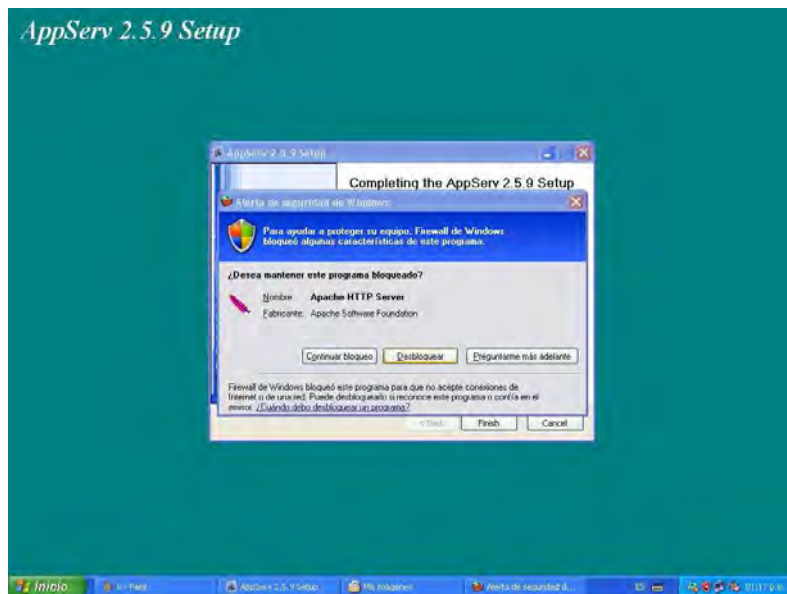 AppServ 2.5.9 Setup
AppServ 2.5.9 Setup
Completing the AppServ 2.5.9 Setup
Alerta de seguridad de Windows
Para ayudar a proteger su equipo, Firewall de Windows
bloqueó algunas características de este programa.
¿Desea mantener este programa bloqueado?
Nombre: Apache HTTP Server
Fabricante: Apache Software Foundation
Continuar bloqueo Desbloquear Preguntarme más adelante
Firewall de Windows bloqueó este programa para que no acepte conexiones de
Internet o de una red. Puede desbloquearlo si reconoce este programa o confía en el
emisor. ¿Cuándo debo desbloquear un programa?
< Back Finish Cancel
Inicio Paint AppServ 2.5.9 Setup Mis imágenes Alerta de seguridad d... ES